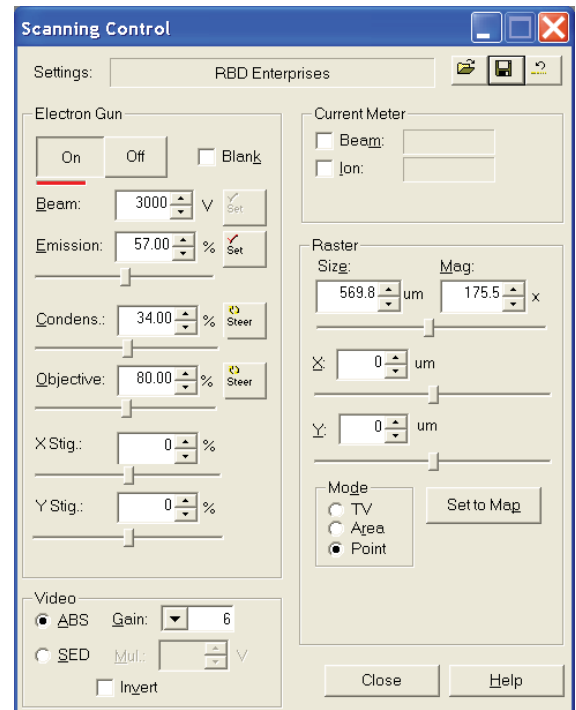 Scanning Control
Settings: RBD Enterprises
Electron Gun
On Off Blank
Beam: 3000 V Set
Emission: 57.00 % Set
Condens.: 34.00 % Steer
Objective: 80.00 % Steer
X Stig.: 0 %
Y Stig.: 0 %
Video
ABS Gain: 6
SED Mul.: V
Invert
Current Meter
Beam:
Ion:
Raster
Size: Mag:
569.8 um 175.5 x
X: 0 um
Y: 0 um
Mode
TV
Area
Point
Set to Map
Close Help